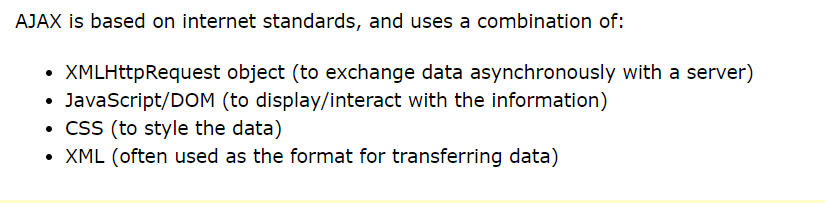 AJAX is based on internet standards, and uses a combination of:
• XMLHttpRequest object (to exchange data asynchronously with a server)
• JavaScript/DOM (to display/interact with the information)
• CSS (to style the data)
• XML (often used as the format for transferring data)